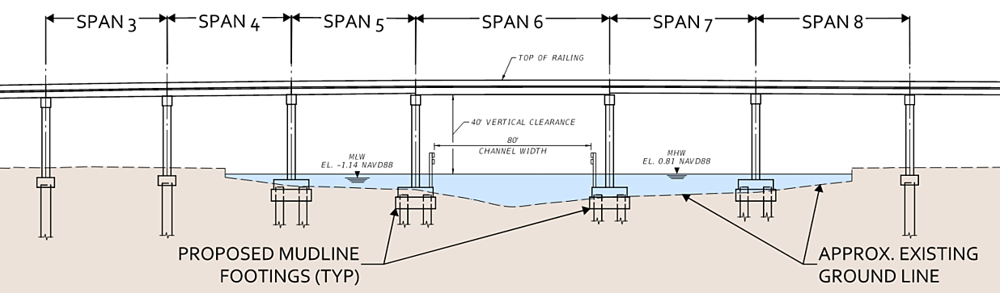 SPAN 3
SPAN 4
SPAN 5
SPAN 6
SPAN 7
SPAN 8
TOP OF RAILING
40' VERTICAL CLEARANCE
80'
CHANNEL WIDTH
MLW
EL. -1.14 NAVD88
MHW
EL. 0.81 NAVD88
PROPOSED MUDLINE
FOOTINGS (TYP)
APPROX. EXISTING
GROUND LINE